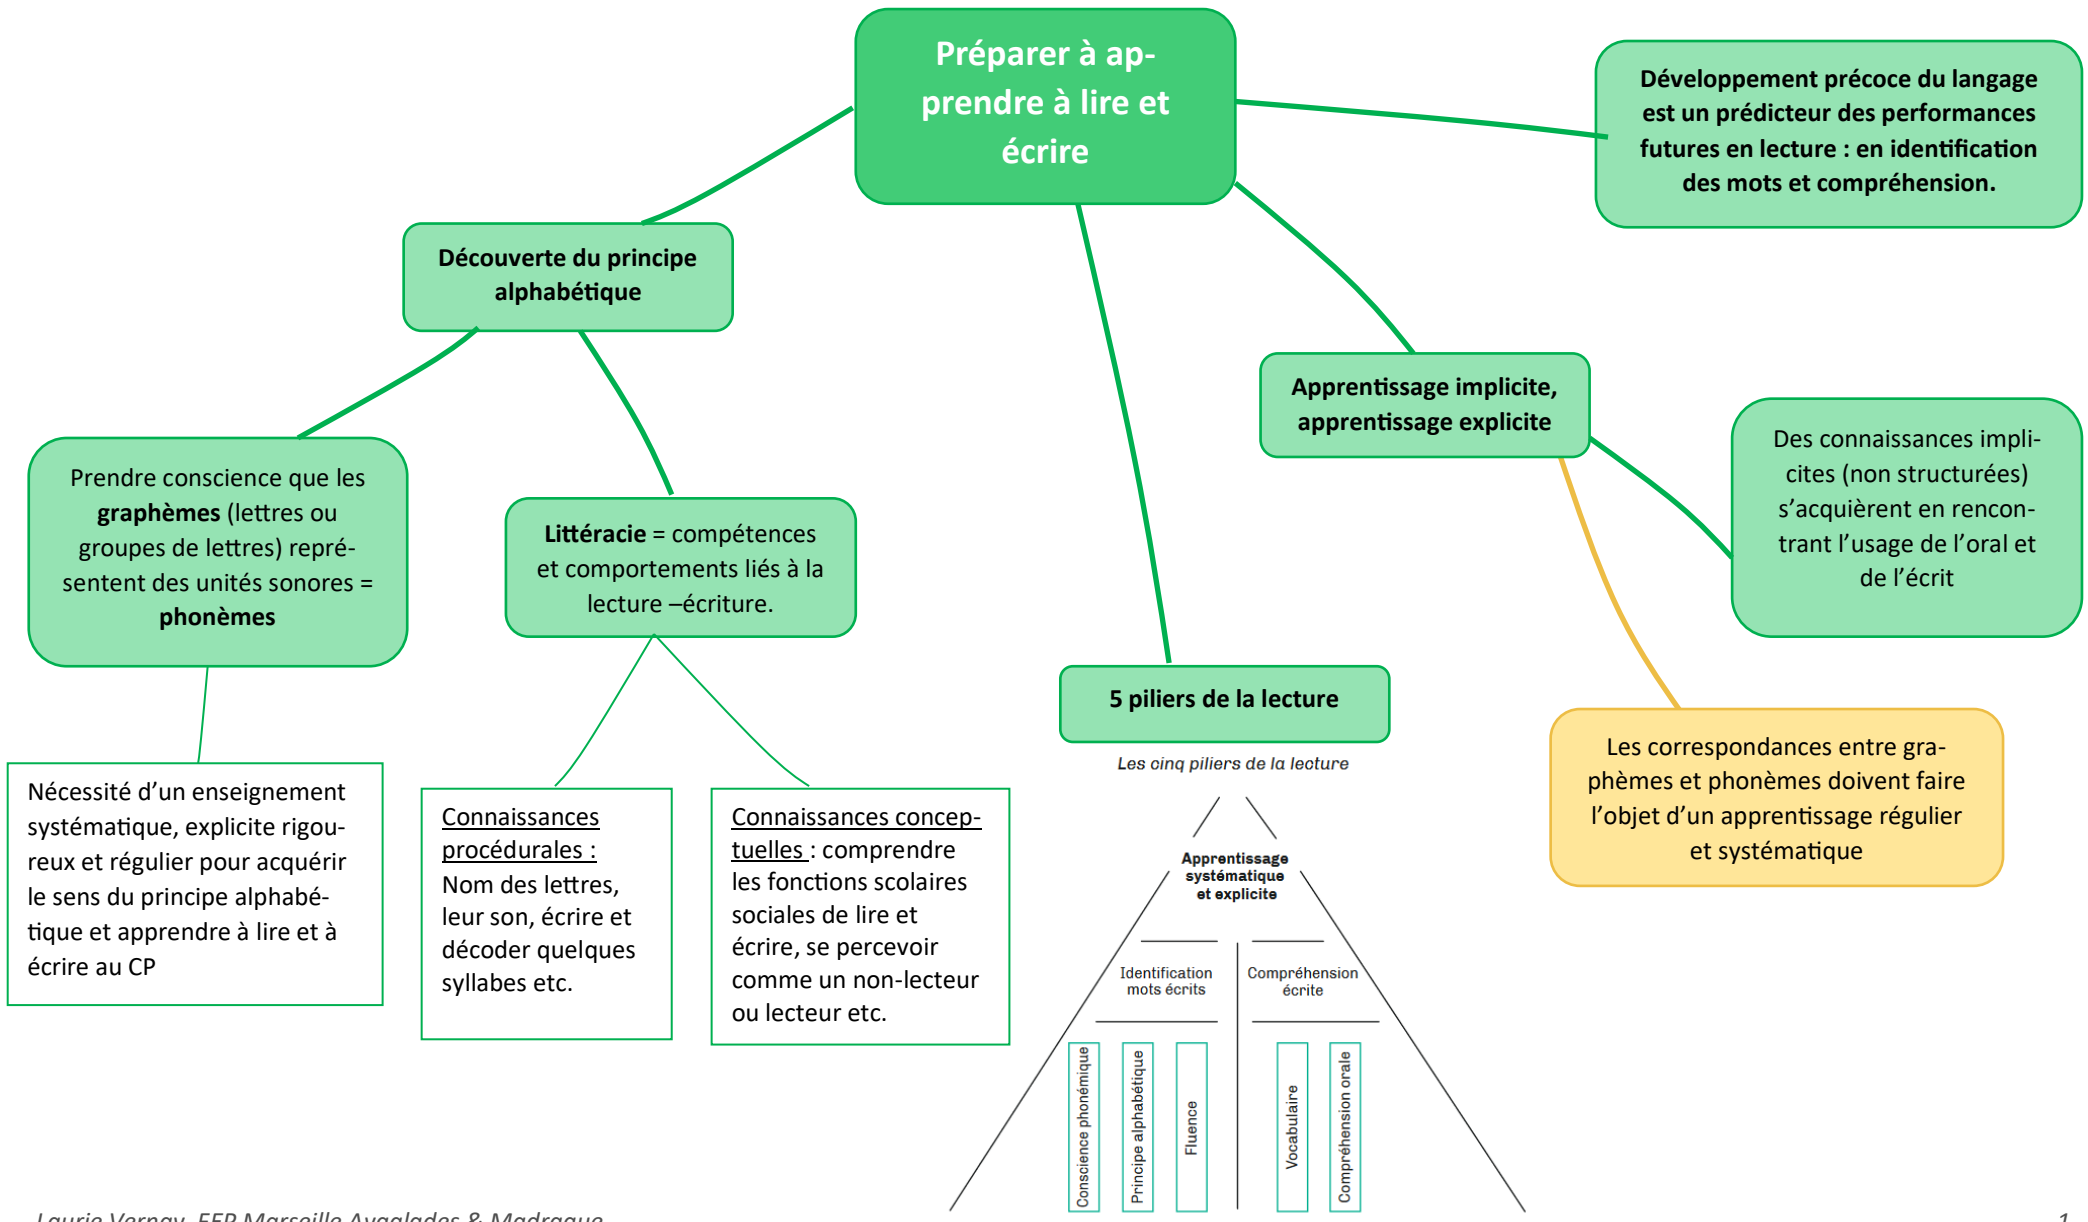 Préparer à ap-
prendre à lire et
écrire
Développement précoce du langage
est un prédicteur des performances
futures en lecture : en identification
des mots et compréhension.
Découverte du principe
alphabétique
Apprentissage implicite,
apprentissage explicite
Des connaissances impli-
cites (non structurées)
s’acquièrent en rencon-
trant l’usage de l’oral et
de l’écrit
Prendre conscience que les
graphèmes (lettres ou
groupes de lettres) repré-
sentent des unités sonores =
phonèmes
Littéracie = compétences
et comportements liés à la
lecture –écriture.
5 piliers de la lecture
Les correspondances entre gra-
phèmes et phonèmes doivent faire
l’objet d’un apprentissage régulier
et systématique
Nécessité d’un enseignement
systématique, explicite rigou-
reux et régulier pour acquérir
le sens du principe alphabé-
tique et apprendre à lire et à
écrire au CP
Connaissances
procédurales :
Nom des lettres,
leur son, écrire et
décoder quelques
syllabes etc.
Connaissances concep-
tuelles : comprendre
les fonctions scolaires
sociales de lire et
écrire, se percevoir
comme un non-lecteur
ou lecteur etc.
Les cinq piliers de la lecture
Apprentissage
systématique
et explicite
Identification
mots écrits
Compréhension
écrite
Conscience phonémique
Principe alphabétique
Fluence
Vocabulaire
Compréhension orale
Laurie Vernay, EFP Marseille Aygalades & Madrague
1